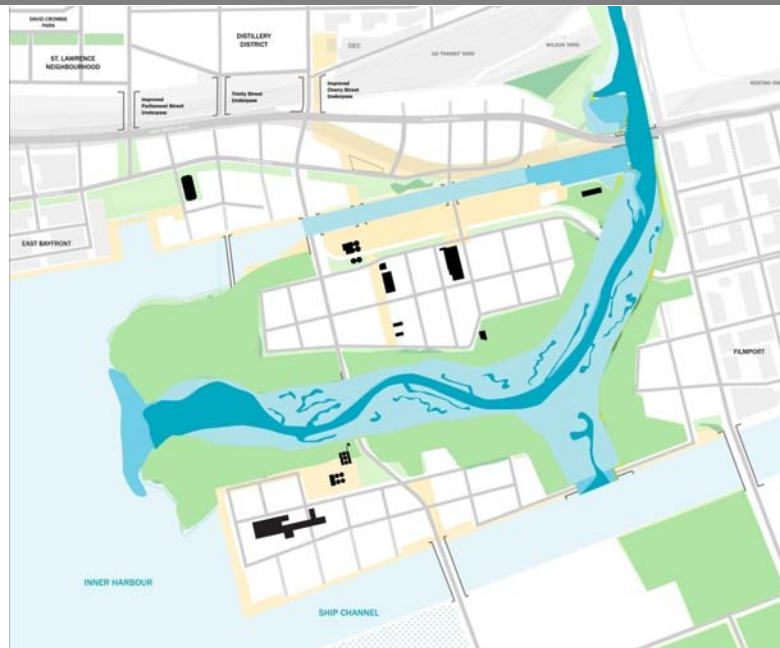 DAVID CROMBIE
PARK
ST. LAWRENCE
NEIGHBOURHOOD
DISTILLERY
DISTRICT
GO TRANSIT YARD
WILSON YARD
Improved
Parliament Street
Underpass
Trinity Street
Underpass
Improved
Cherry Street
Underpass
EAST BAYFRONT
FILMPORT
INNER HARBOUR
SHIP CHANNEL